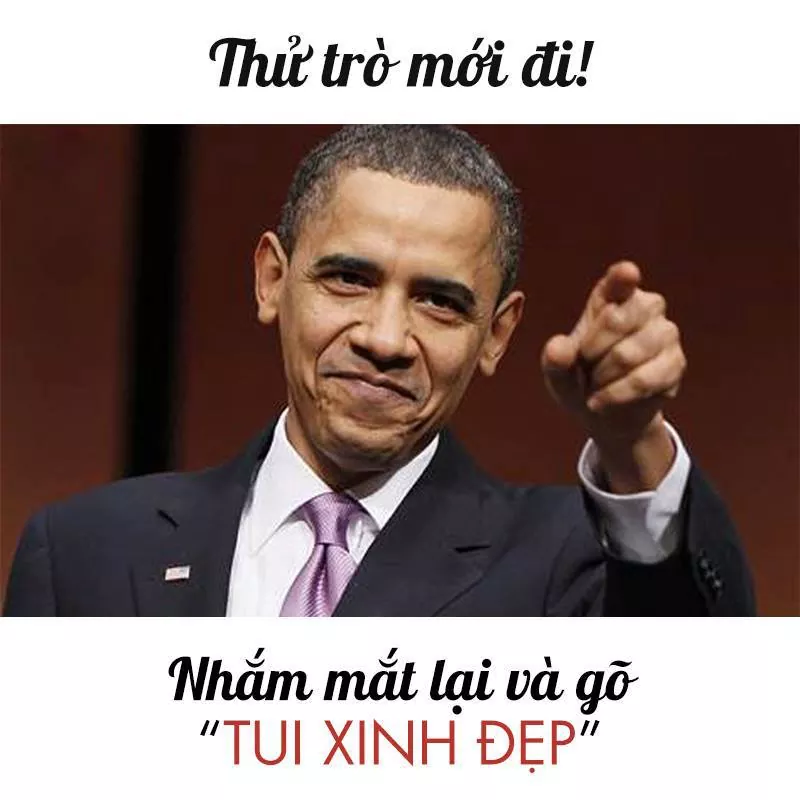 Thử trò mới đi!
Nhắm mắt lại và gõ
“TUI XINH ĐẸP”